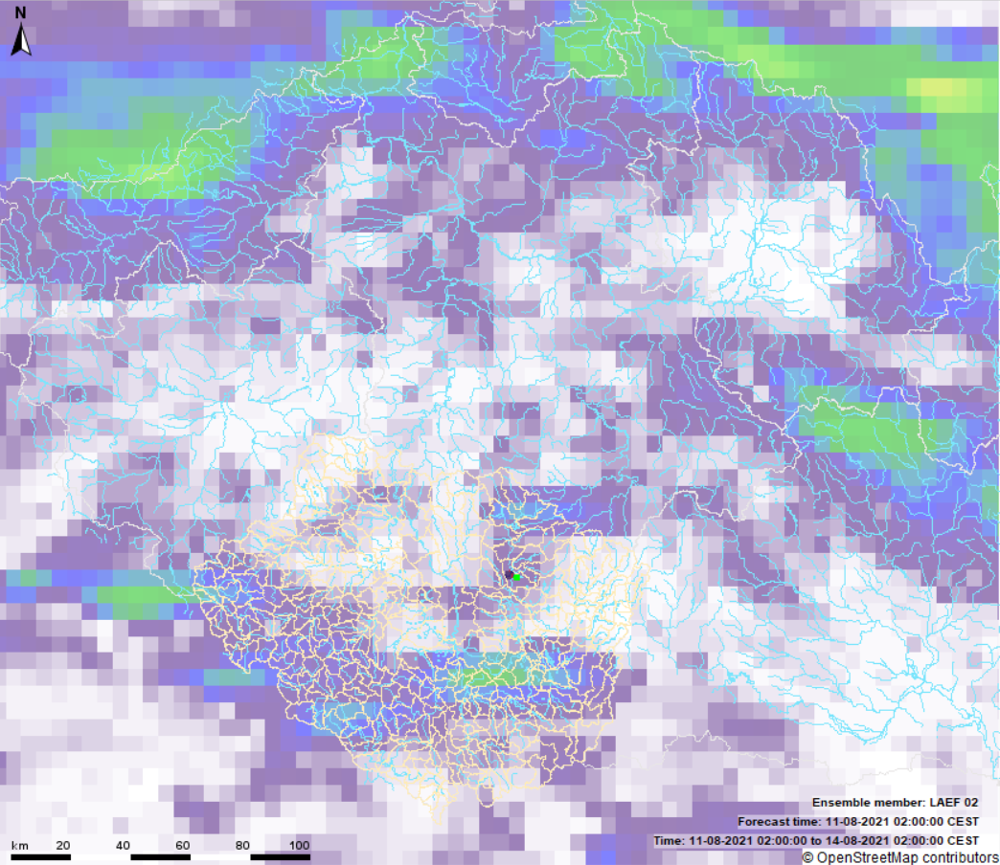 N
Ensemble member: LAEF 02
Forecast time: 11-08-2021 02:00:00 CEST
Time: 11-08-2021 02:00:00 to 14-08-2021 02:00:00 CEST
km 20 40 60 80 100
© OpenStreetMap contributors